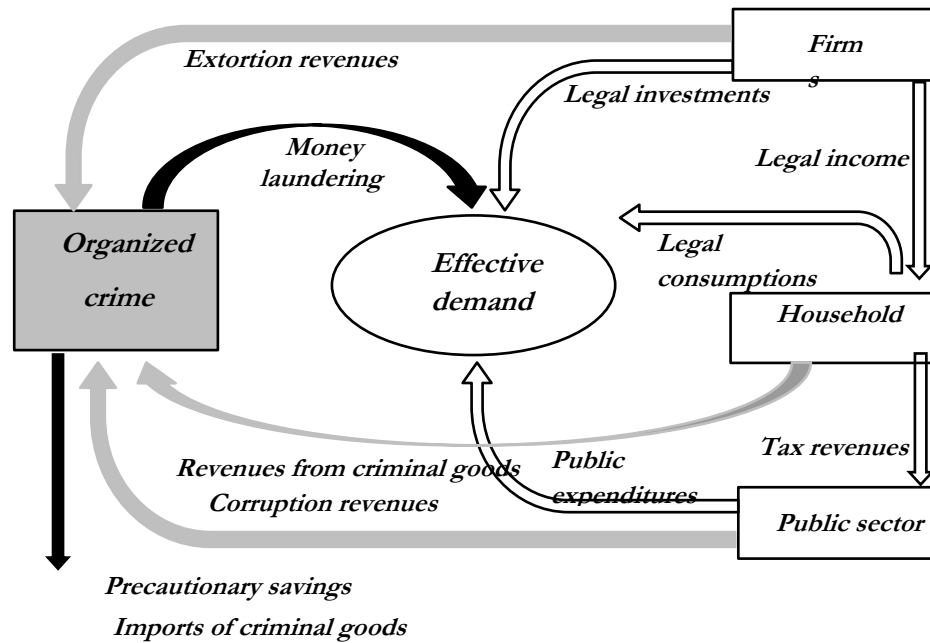 Firm
s
Extortion revenues
Legal investments
Money
laundering
Legal income
Organized
crime
Effective
demand
Legal
consumptions
Household
Tax revenues
Revenues from criminal goods
Corruption revenues
Public
expenditures
Public sector
Precautionary savings
Imports of criminal goods